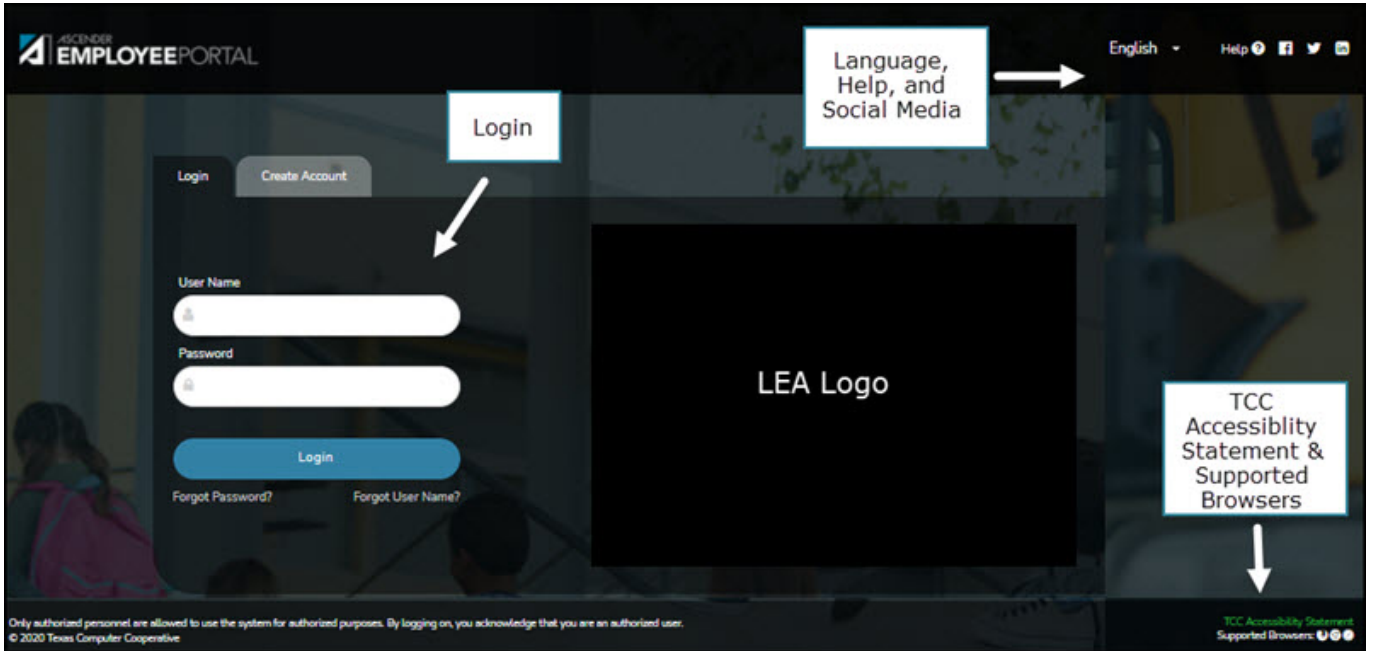 ASCENDER
EMPLOYEEPORTAL
Language,
Help, and
Social Media
English
Help
Login
Login
Create Account
User Name
Password
LEA Logo
Login
Forgot Password?
Forgot User Name?
TCC
Accessiblity
Statement &
Supported
Browsers
Only authorized personnel are allowed to use the system for authorized purposes. By logging on, you acknowledge that you are an authorized user.
© 2020 Texas Computer Cooperative
TCC Accessibility Statement
Supported Browsers: